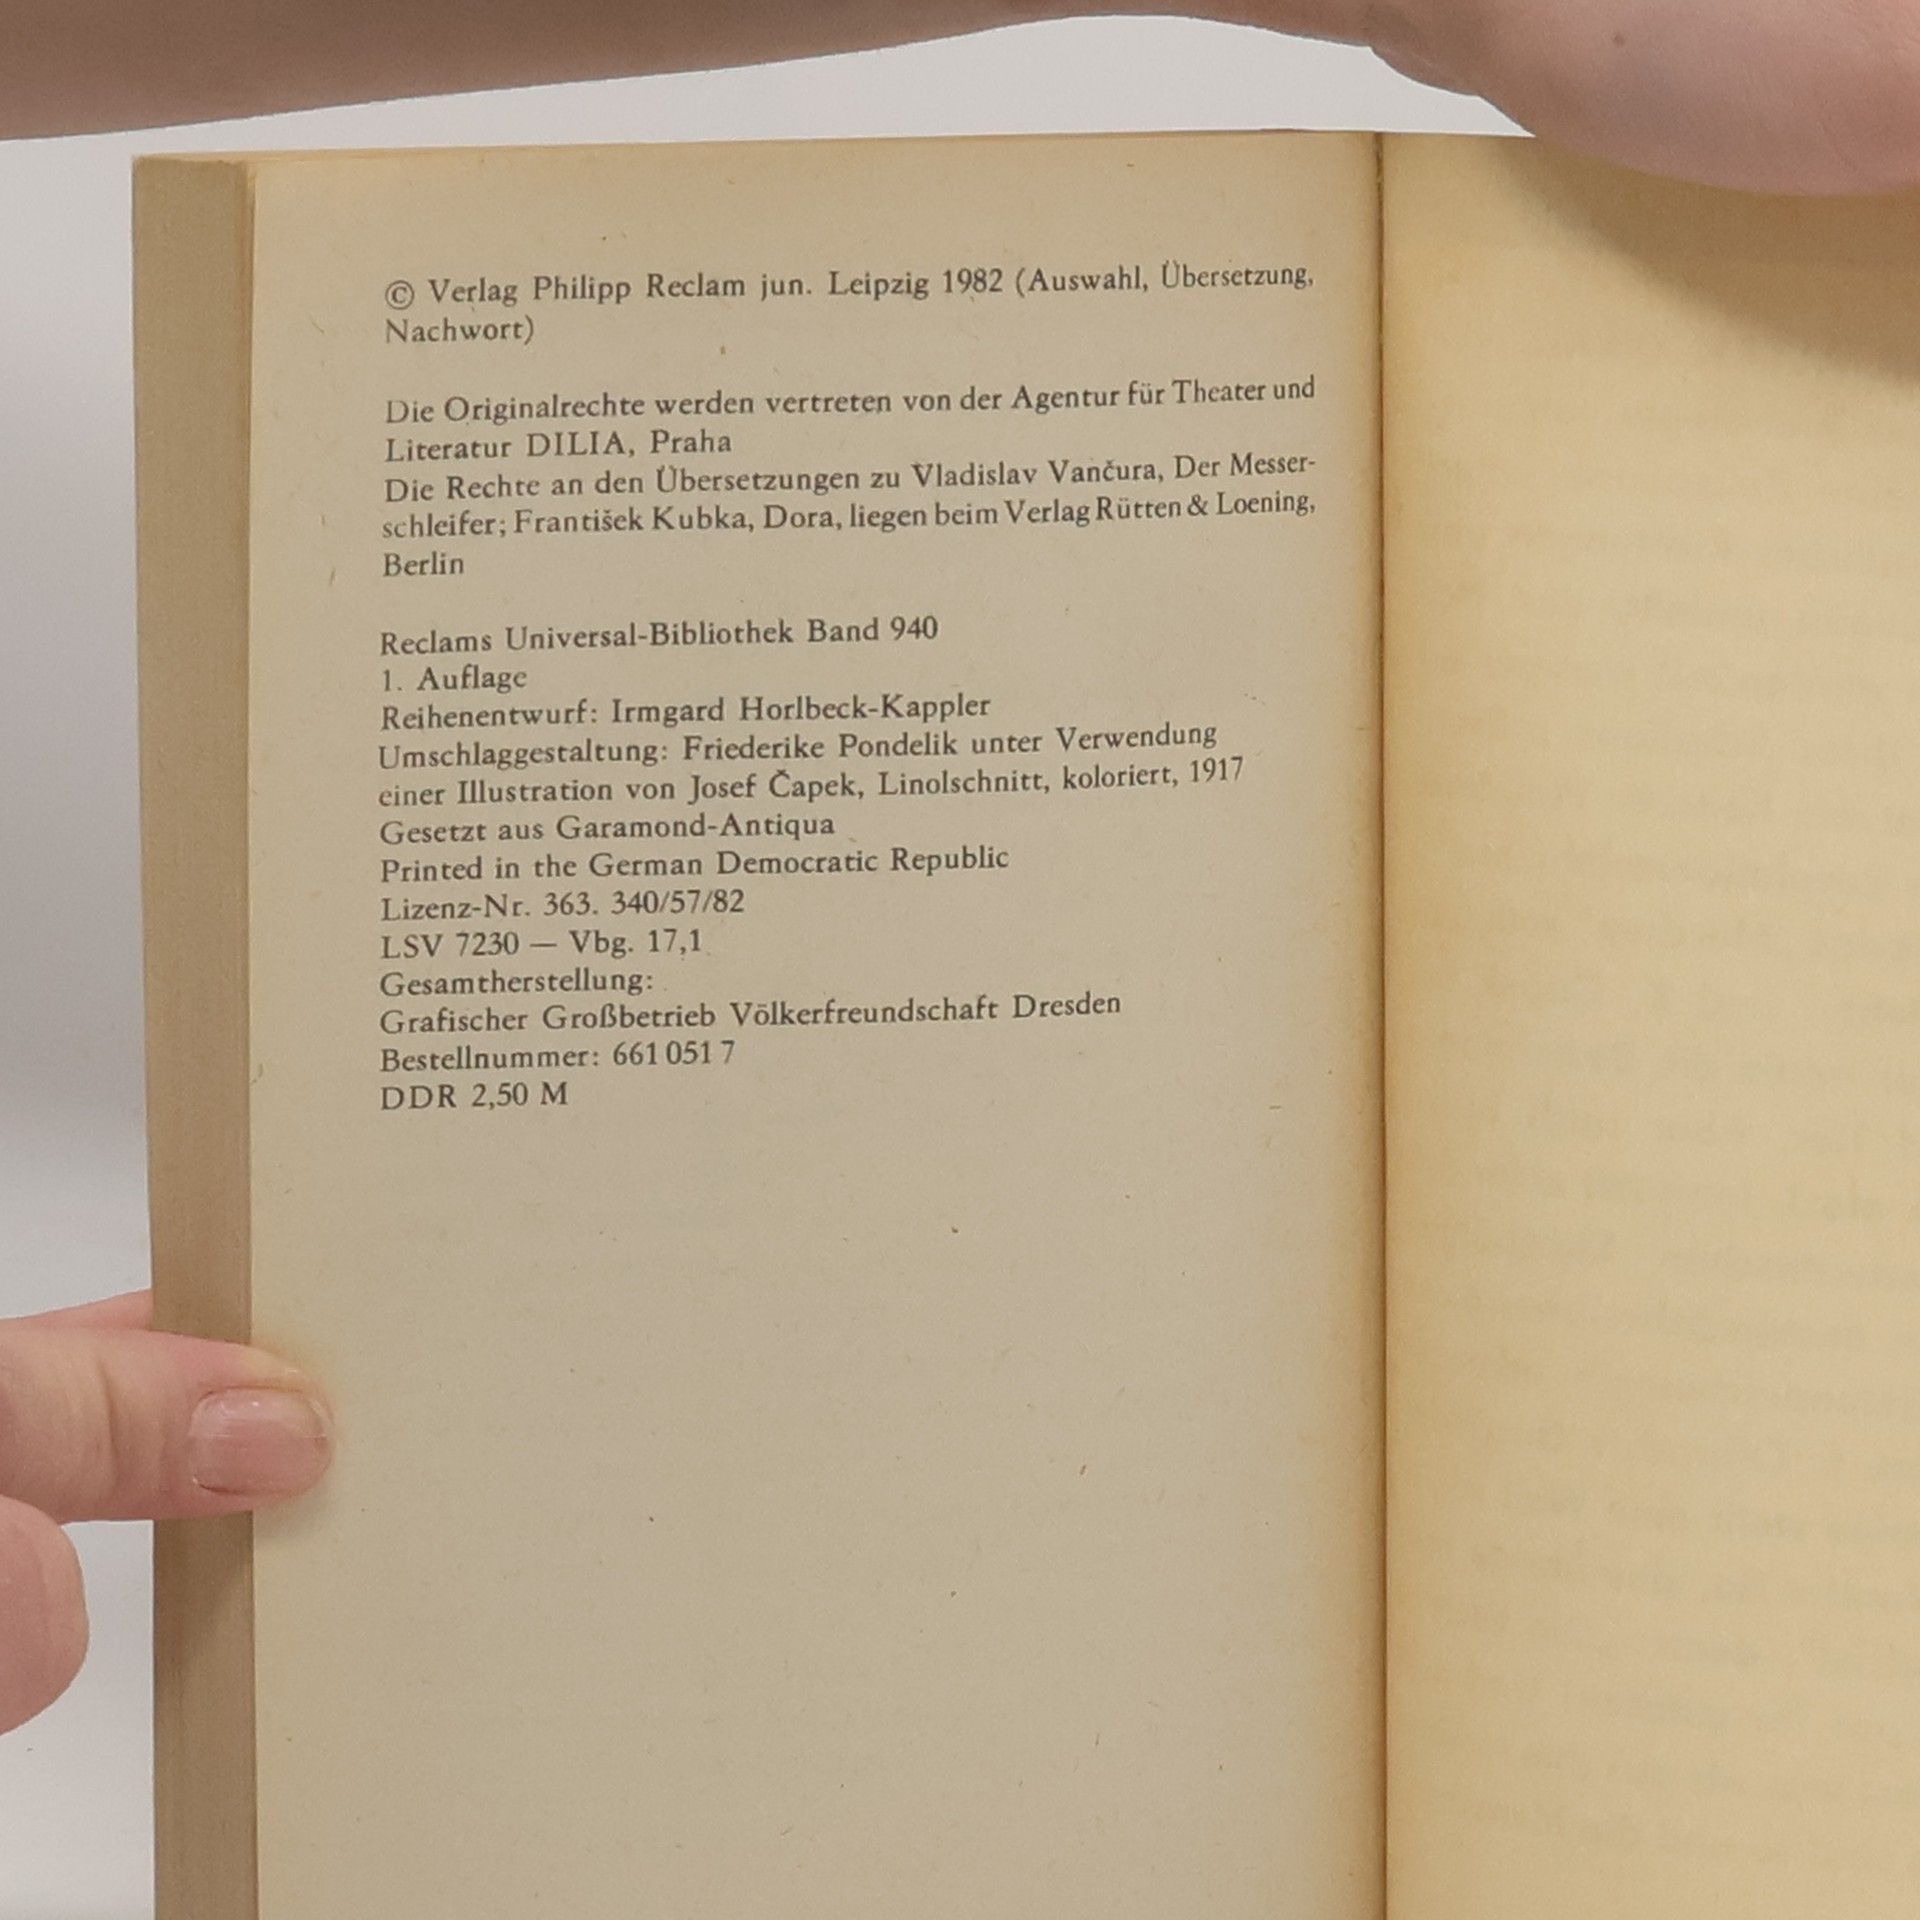 © Verlag Philipp Reclam jun. Leipzig 1982 (Auswahl, Übersetzung,
Nachwort)
Die Originalrechte werden vertreten von der Agentur für Theater und
Literatur DILIA, Praha
Die Rechte an den Übersetzungen zu Vladislav Vančura, Der Messer-
schleifer; František Kubka, Dora, liegen beim Verlag Rütten & Loening,
Berlin
Reclams Universal-Bibliothek Band 940
1. Auflage
Reihenentwurf: Irmgard Horlbeck-Kappler
Umschlaggestaltung: Friederike Pondelik unter Verwendung
einer Illustration von Josef Čapek, Linolschnitt, koloriert, 1917
Gesetzt aus Garamond-Antiqua
Printed in the German Democratic Republic
Lizenz-Nr. 363. 340/57/82
LSV 7230 — Vbg. 17,1
Gesamtherstellung:
Grafischer Großbetrieb Völkerfreundschaft Dresden
Bestellnummer: 661 051 7
DDR 2,50 M